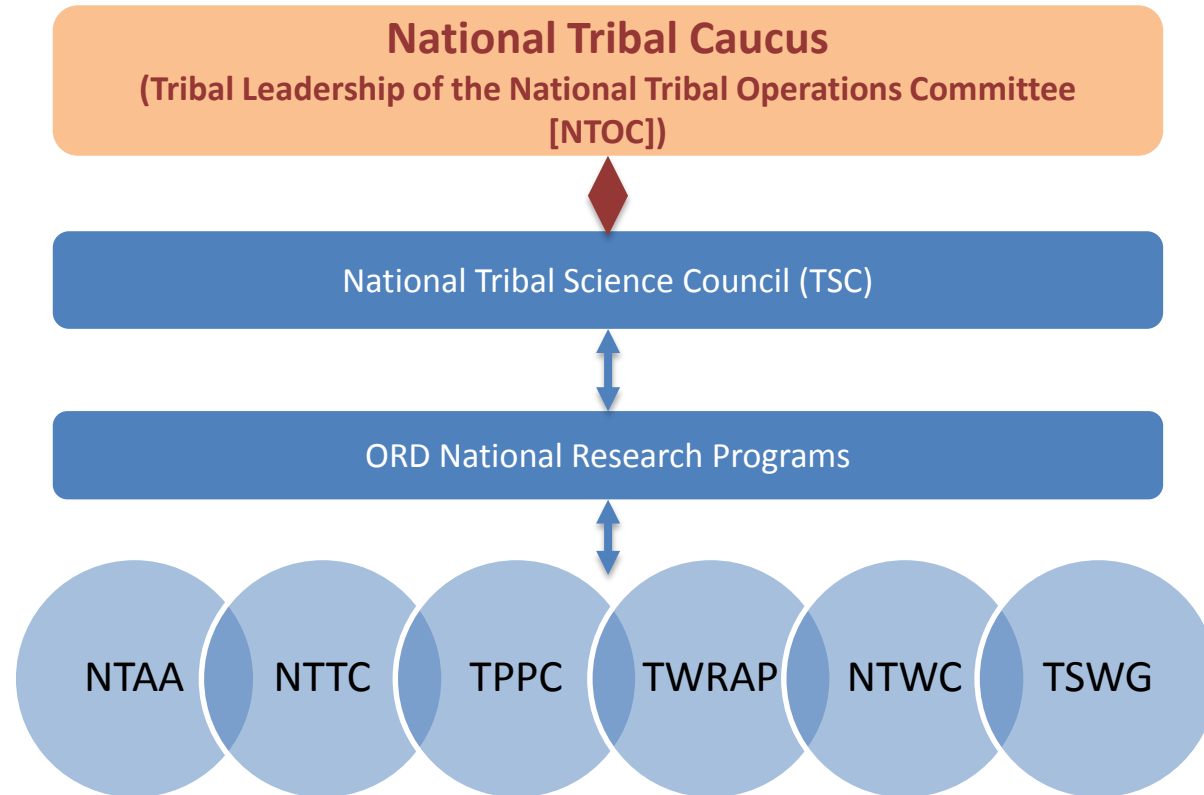 National Tribal Caucus
(Tribal Leadership of the National Tribal Operations Committee
[NTOC])
National Tribal Science Council (TSC)
ORD National Research Programs
NTAA NTTC TPPC TWRAP NTWC TSWG